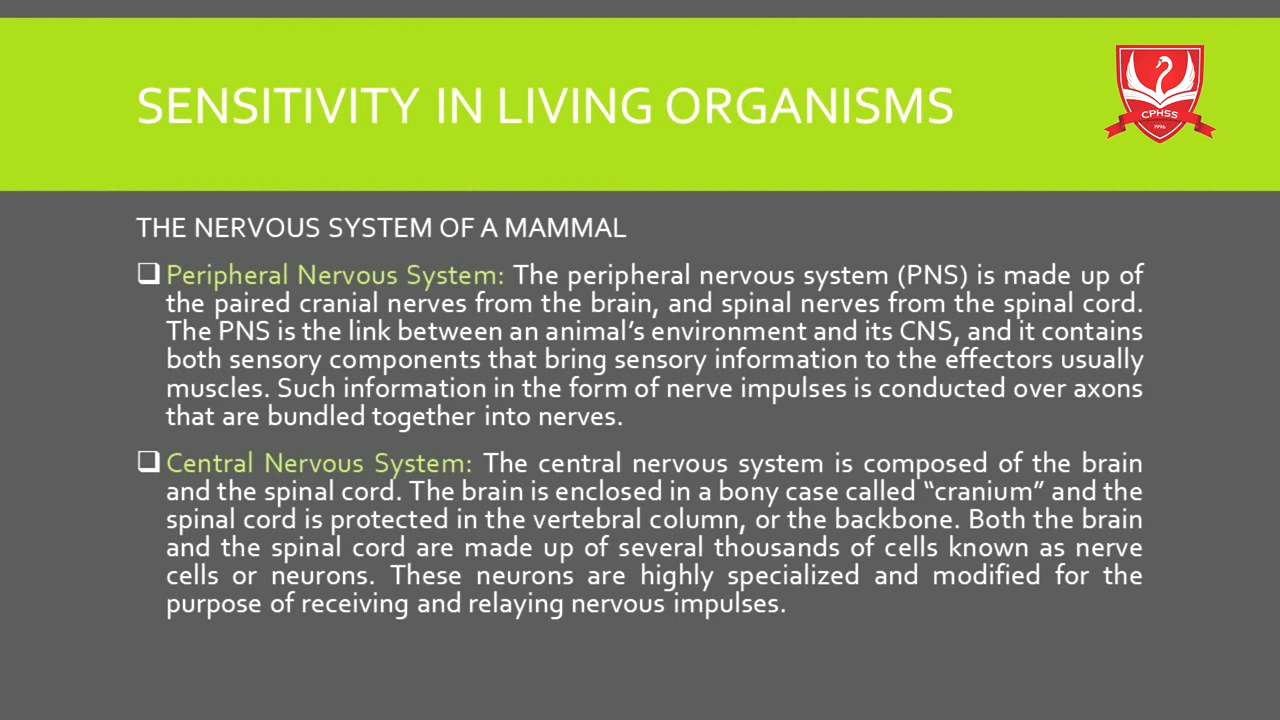 SENSITIVITY IN LIVING ORGANISMS
CPHSS
1996
THE NERVOUS SYSTEM OF A MAMMAL
Peripheral Nervous System: The peripheral nervous system (PNS) is made up of
the paired cranial nerves from the brain, and spinal nerves from the spinal cord.
The PNS is the link between an animal’s environment and its CNS, and it contains
both sensory components that bring sensory information to the effectors usually
muscles. Such information in the form of nerve impulses is conducted over axons
that are bundled together into nerves.
Central Nervous System: The central nervous system is composed of the brain
and the spinal cord. The brain is enclosed in a bony case called “cranium” and the
spinal cord is protected in the vertebral column, or the backbone. Both the brain
and the spinal cord are made up of several thousands of cells known as nerve
cells or neurons. These neurons are highly specialized and modified for the
purpose of receiving and relaying nervous impulses.